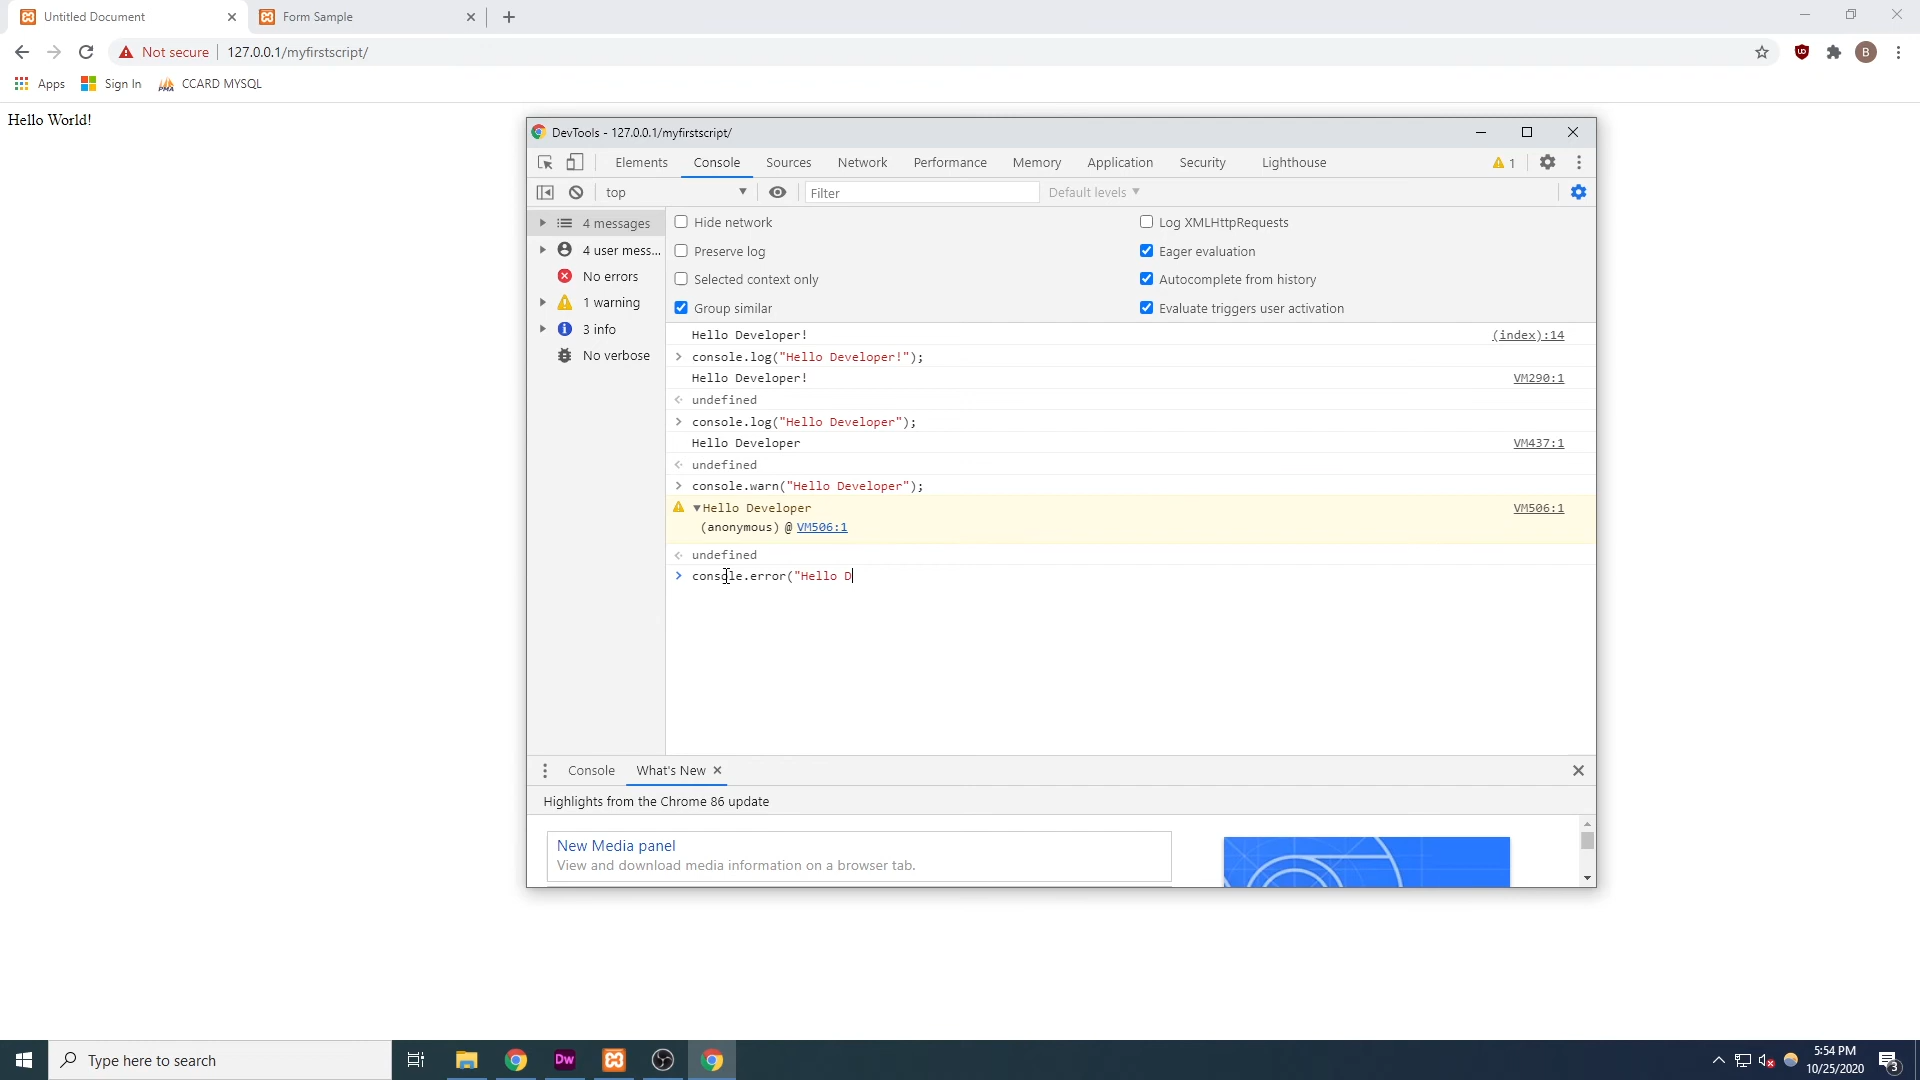 Untitled Document
Form Sample
Not secure
127.0.0.1/myfirstscript/
B
Apps
Sign In
CCARD MYSQL
Hello World!
DevTools - 127.0.0.1/myfirstscript/
Elements
Console
Sources
Network
Performance
Memory
Application
Security
Lighthouse
1
top
Filter
Default levels
4 messages
4 user mess...
No errors
1 warning
3 info
No verbose
Hide network
Log XMLHttpRequests
Preserve log
Eager evaluation
Selected context only
Autocomplete from history
Group similar
Evaluate triggers user activation
Hello Developer! (index):14
console.log("Hello Developer!");
Hello Developer! VM290:1
undefined
console.log("Hello Developer");
Hello Developer VM437:1
undefined
console.warn("Hello Developer");
Hello Developer VM506:1
(anonymous) @ VM506:1
undefined
console.error("Hello D
Console
What's New
Highlights from the Chrome 86 update
New Media panel
View and download media information on a browser tab.
Type here to search
Dw
5:54 PM
10/25/2020
3